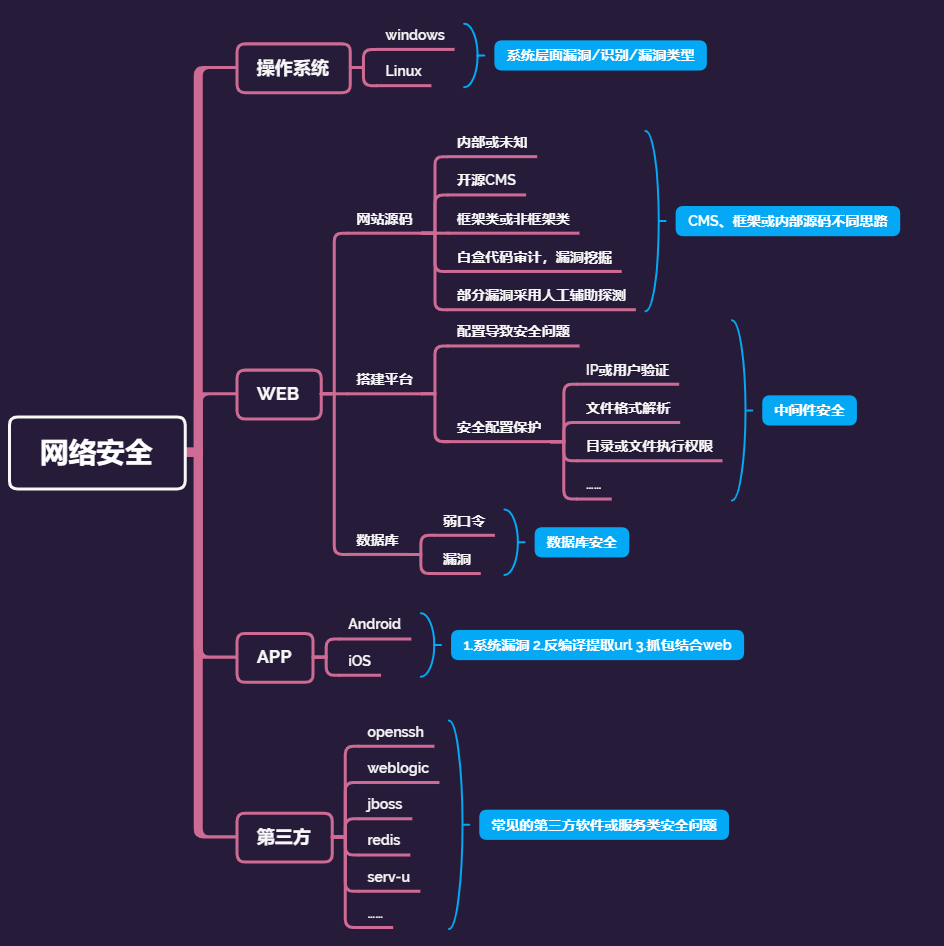 网络安全
操作系统
windows
Linux
系统层面漏洞/识别/漏洞类型
WEB
网站源码
内部或未知
开源CMS
框架类或非框架类
白盒代码审计，漏洞挖掘
部分漏洞采用人工辅助探测
CMS、框架或内部源码不同思路
搭建平台
配置导致安全问题
安全配置保护
IP或用户验证
文件格式解析
目录或文件执行权限
……
中间件安全
数据库
弱口令
漏洞
数据库安全
APP
Android
iOS
1.系统漏洞 2.反编译提取url 3.抓包结合web
第三方
openssh
weblogic
jboss
redis
serv-u
……
常见的第三方软件或服务类安全问题